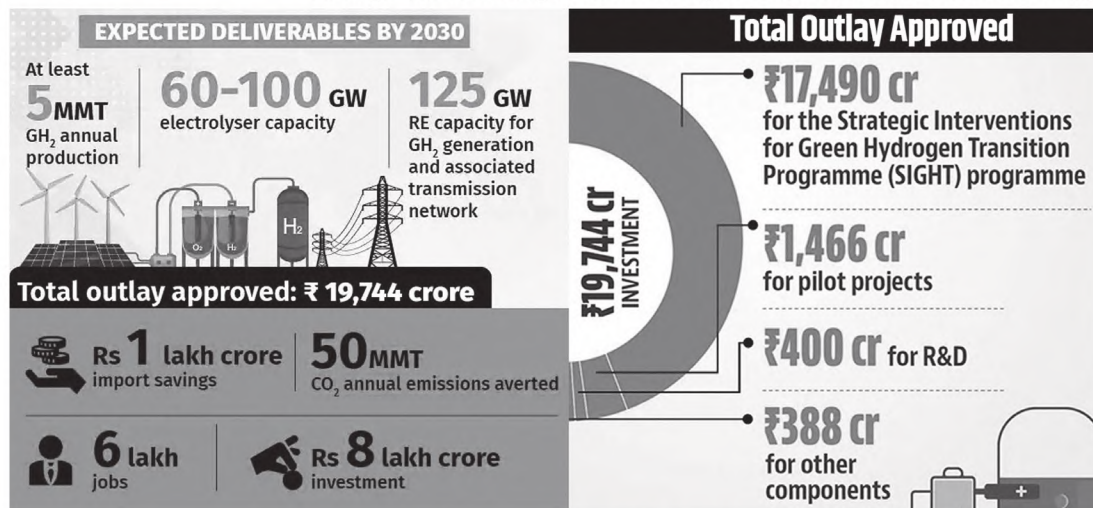 EXPECTED DELIVERABLES BY 2030
At least
5MMT
GH₂ annual
production
60-100 GW
electrolyser capacity
125 GW
RE capacity for
GH₂ generation
and associated
transmission
network
O₂
H₂
H₂
Total outlay approved: ₹ 19,744 crore
Rs 1 lakh crore
import savings
50MMT
CO₂ annual emissions averted
6 lakh
jobs
Rs 8 lakh crore
investment
Total Outlay Approved
₹19,744 cr
INVESTMENT
₹17,490 cr
for the Strategic Interventions
for Green Hydrogen Transition
Programme (SIGHT) programme
₹1,466 cr
for pilot projects
₹400 cr for R&D
₹388 cr
for other
components